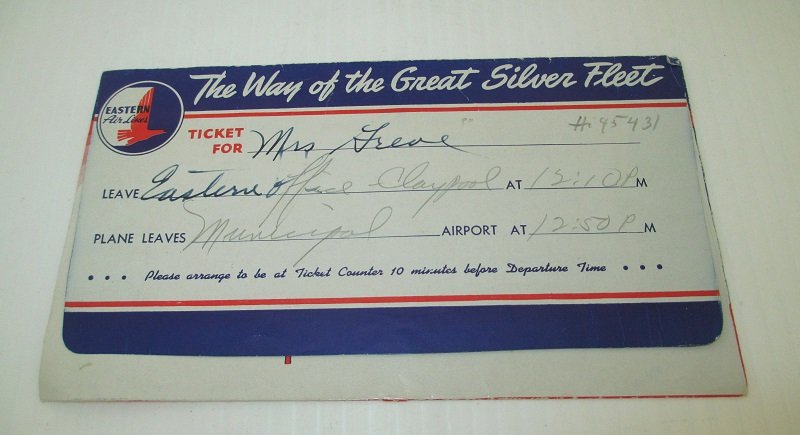 The Way of the Great Silver Fleet
EASTERN
Air Lines
TICKET FOR Mrs Greve
Hi 95431
LEAVE Eastern office - Claypool AT 12:10 P M
PLANE LEAVES Municipal AIRPORT AT 12:50 P M
• • • Please arrange to be at Ticket Counter 10 minutes before Departure Time • • •